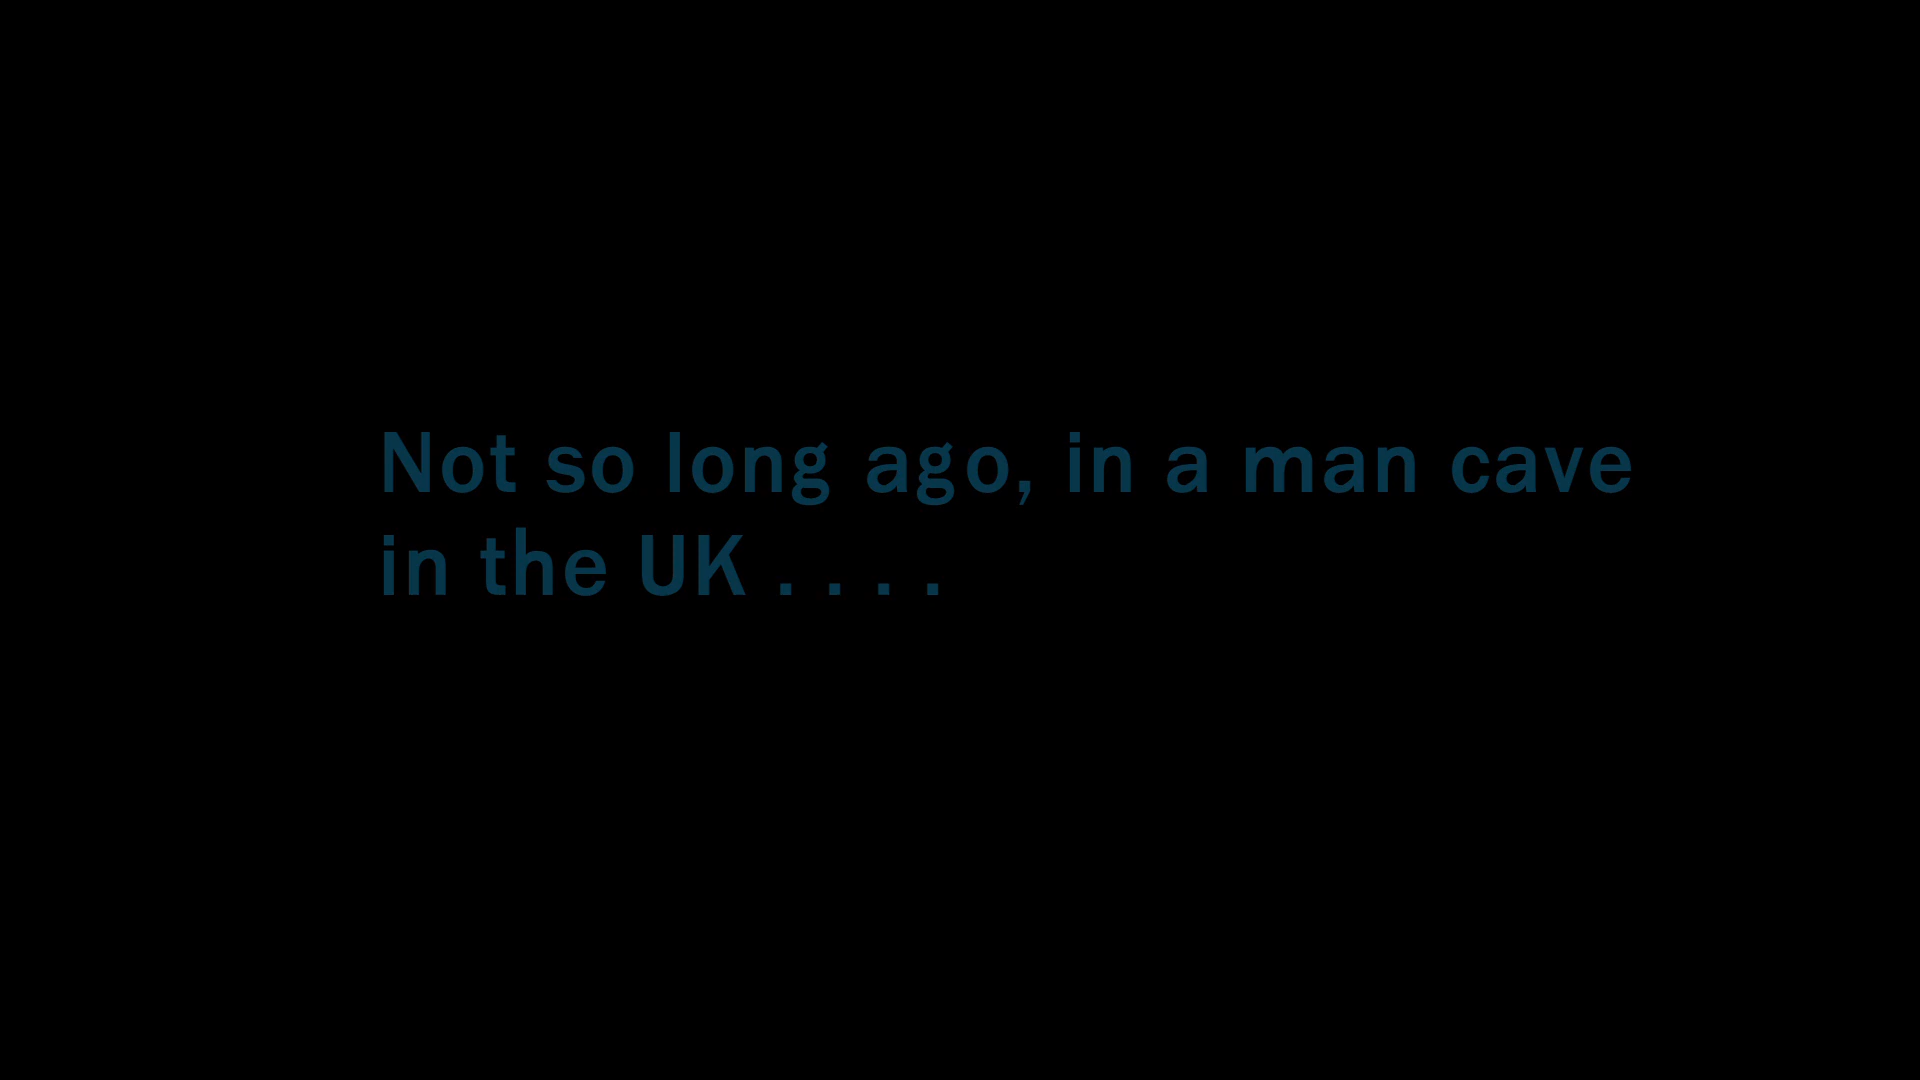 Not so long ago, in a man cave
in the UK . . . .